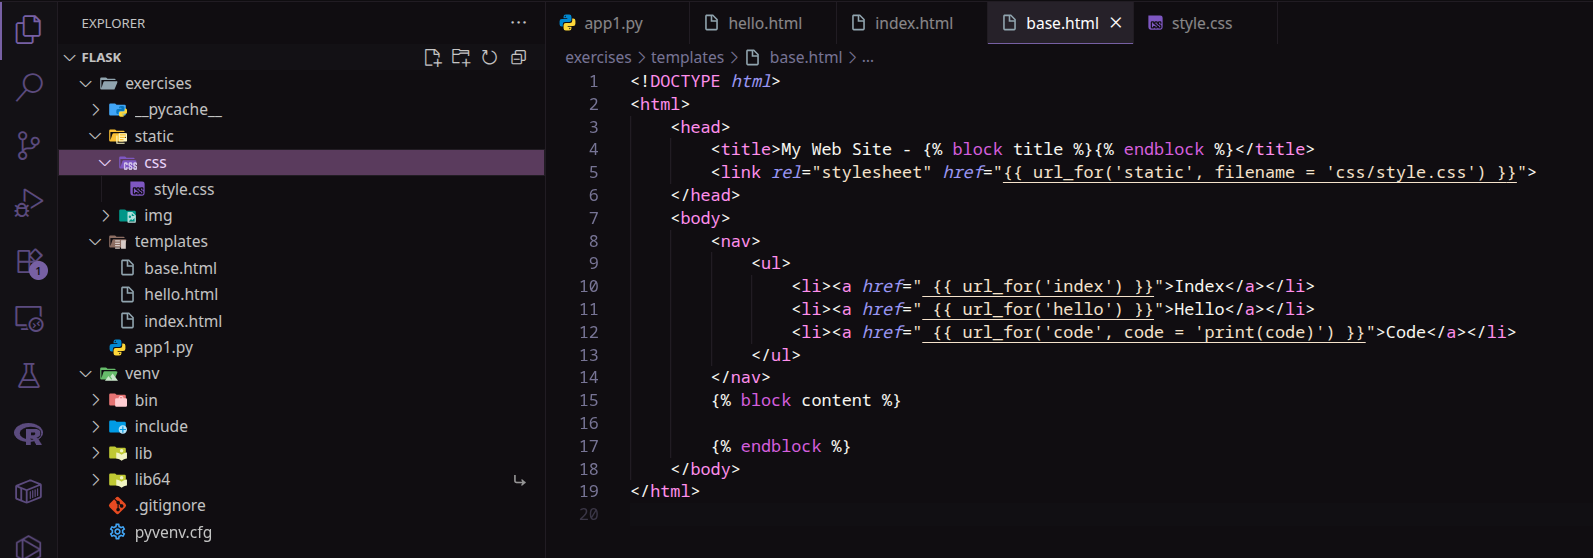 EXPLORER
FLASK
exercises
__pycache__
static
css
style.css
img
templates
base.html
hello.html
index.html
app1.py
venv
bin
include
lib
lib64
.gitignore
pyvenv.cfg
1
app1.py hello.html index.html base.html style.css
exercises > templates > base.html > ...
1 <!DOCTYPE html>
2 <html>
3     <head>
4         <title>My Web Site - {% block title %}{% endblock %}</title>
5         <link rel="stylesheet" href="{{ url_for('static', filename = 'css/style.css') }}">
6     </head>
7     <body>
8         <nav>
9             <ul>
10                 <li><a href=" {{ url_for('index') }}">Index</a></li>
11                 <li><a href=" {{ url_for('hello') }}">Hello</a></li>
12                 <li><a href=" {{ url_for('code', code = 'print(code)') }}">Code</a></li>
13             </ul>
14         </nav>
15         {% block content %}
16
17         {% endblock %}
18     </body>
19 </html>
20